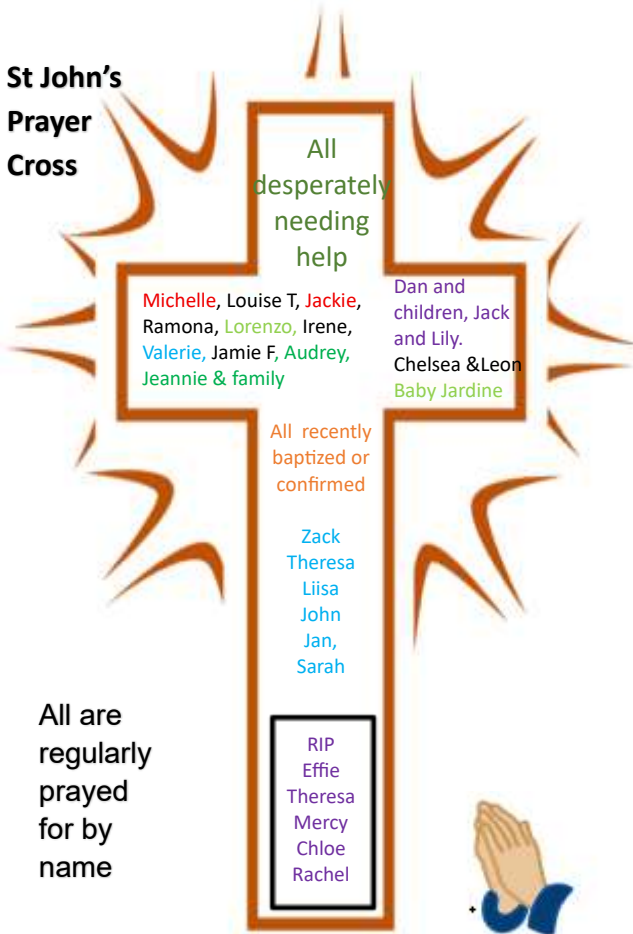 St John's
Prayer
Cross
All
desperately
needing
help
Michelle, Louise T, Jackie,
Ramona, Lorenzo, Irene,
Valerie, Jamie F, Audrey,
Jeannie & family
Dan and
children, Jack
and Lily.
Chelsea &Leon
Baby Jardine
All recently
baptized or
confirmed
Zack
Theresa
Liisa
John
Jan,
Sarah
All are
regularly
prayed
for by
name
RIP
Effie
Theresa
Mercy
Chloe
Rachel